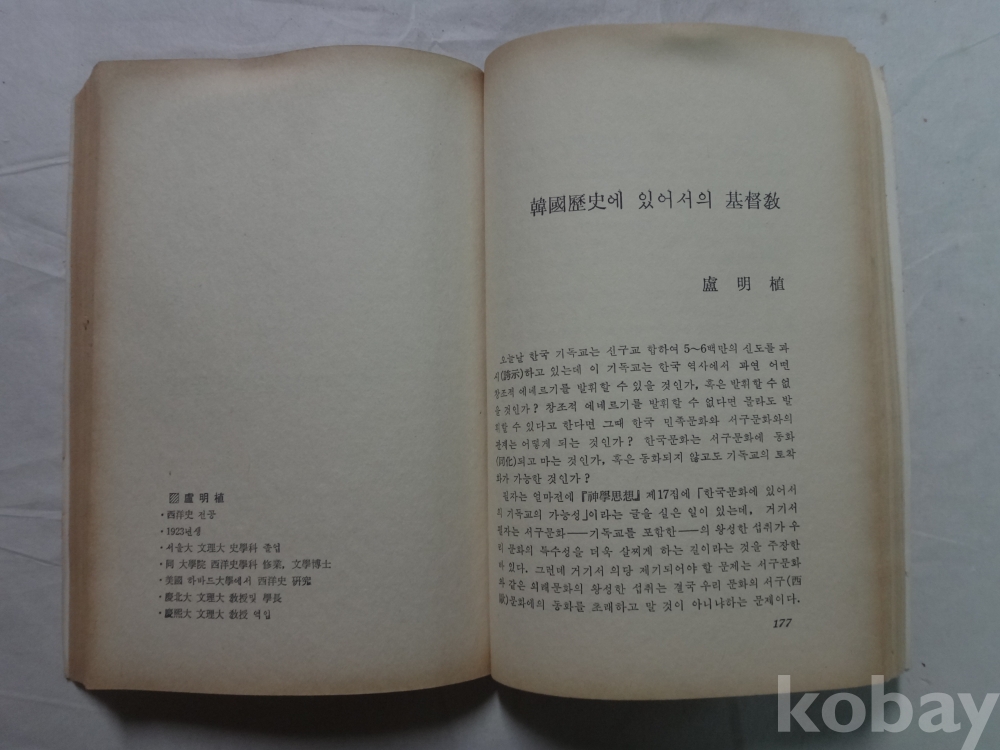 ▨ 盧明植
・西洋史 전공
・1923년생
・서울大 文理大 史學科 졸업
・同 大學院 西洋史學科 修業, 文學博士
・美國 하바드大學에서 西洋史 硏究
・慶北大 文理大 敎授및 學長
・慶熙大 文理大 敎授 역임
韓國歷史에 있어서의 基督敎
盧 明 植
오늘날 한국 기독교는 신구교 합하여 5~6백만의 신도를 과
시(誇示)하고 있는데 이 기독교는 한국 역사에서 과연 어떤
창조적 에네르기를 발휘할 수 있을 것인가, 혹은 발휘할 수 없
을 것인가? 창조적 에네르기를 발휘할 수 없다면 몰라도 발
휘할 수 있다고 한다면 그때 한국 민족문화와 서구문화와의
관계는 어떻게 되는 것인가? 한국문화는 서구문화에 동화
(同化)되고 마는 것인가, 혹은 동화되지 않고도 기독교의 토착
화가 가능한 것인가?
필자는 얼마전에 『神學思想』 제17집에 「한국문화에 있어서
의 기독교의 가능성」이라는 글을 실은 일이 있는데, 거기서
필자는 서구문화——기독교를 포함한——의 왕성한 섭취가 우
리 문화의 특수성을 더욱 살찌게 하는 길이라는 것을 주장한
바 있다. 그런데 거기서 의당 제기되어야 할 문제는 서구문화
와 같은 외래문화의 왕성한 섭취는 결국 우리 문화의 서구(西
歐)문화에의 동화를 초래하고 말 것이 아니냐하는 문제이다.
177
kobay